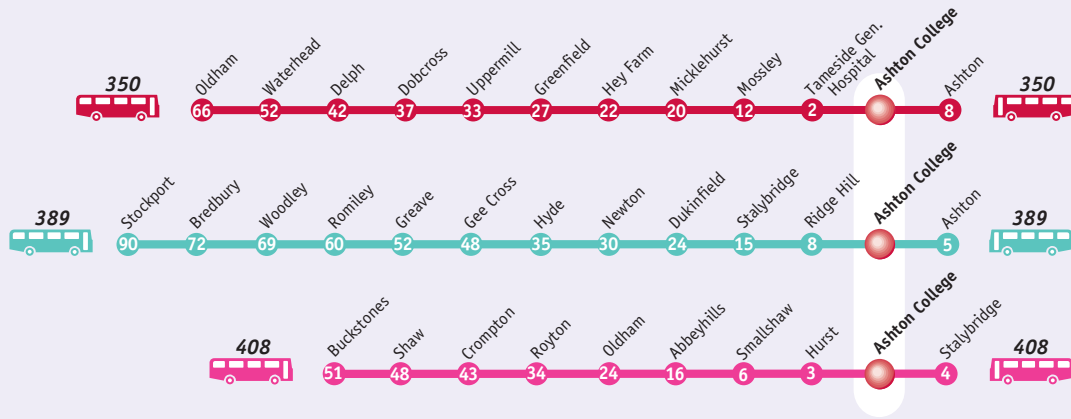 350
Oldham
Waterhead
Delph
Dobcross
Uppermill
Greenfield
Hey Farm
Micklehurst
Mossley
Tameside Gen.
Hospital
Ashton College
Ashton
350
66 52 42 37 33 27 22 20 12 2 8
389
Stockport
Bredbury
Woodley
Romiley
Greave
Gee Cross
Hyde
Newton
Dukinfield
Stalybridge
Ridge Hill
Ashton College
Ashton
389
90 72 69 60 52 48 35 30 24 15 8 5
408
Buckstones
Shaw
Crompton
Royton
Oldham
Abbeyhills
Smallshaw
Hurst
Ashton College
Stalybridge
408
51 48 43 34 24 16 6 3 4